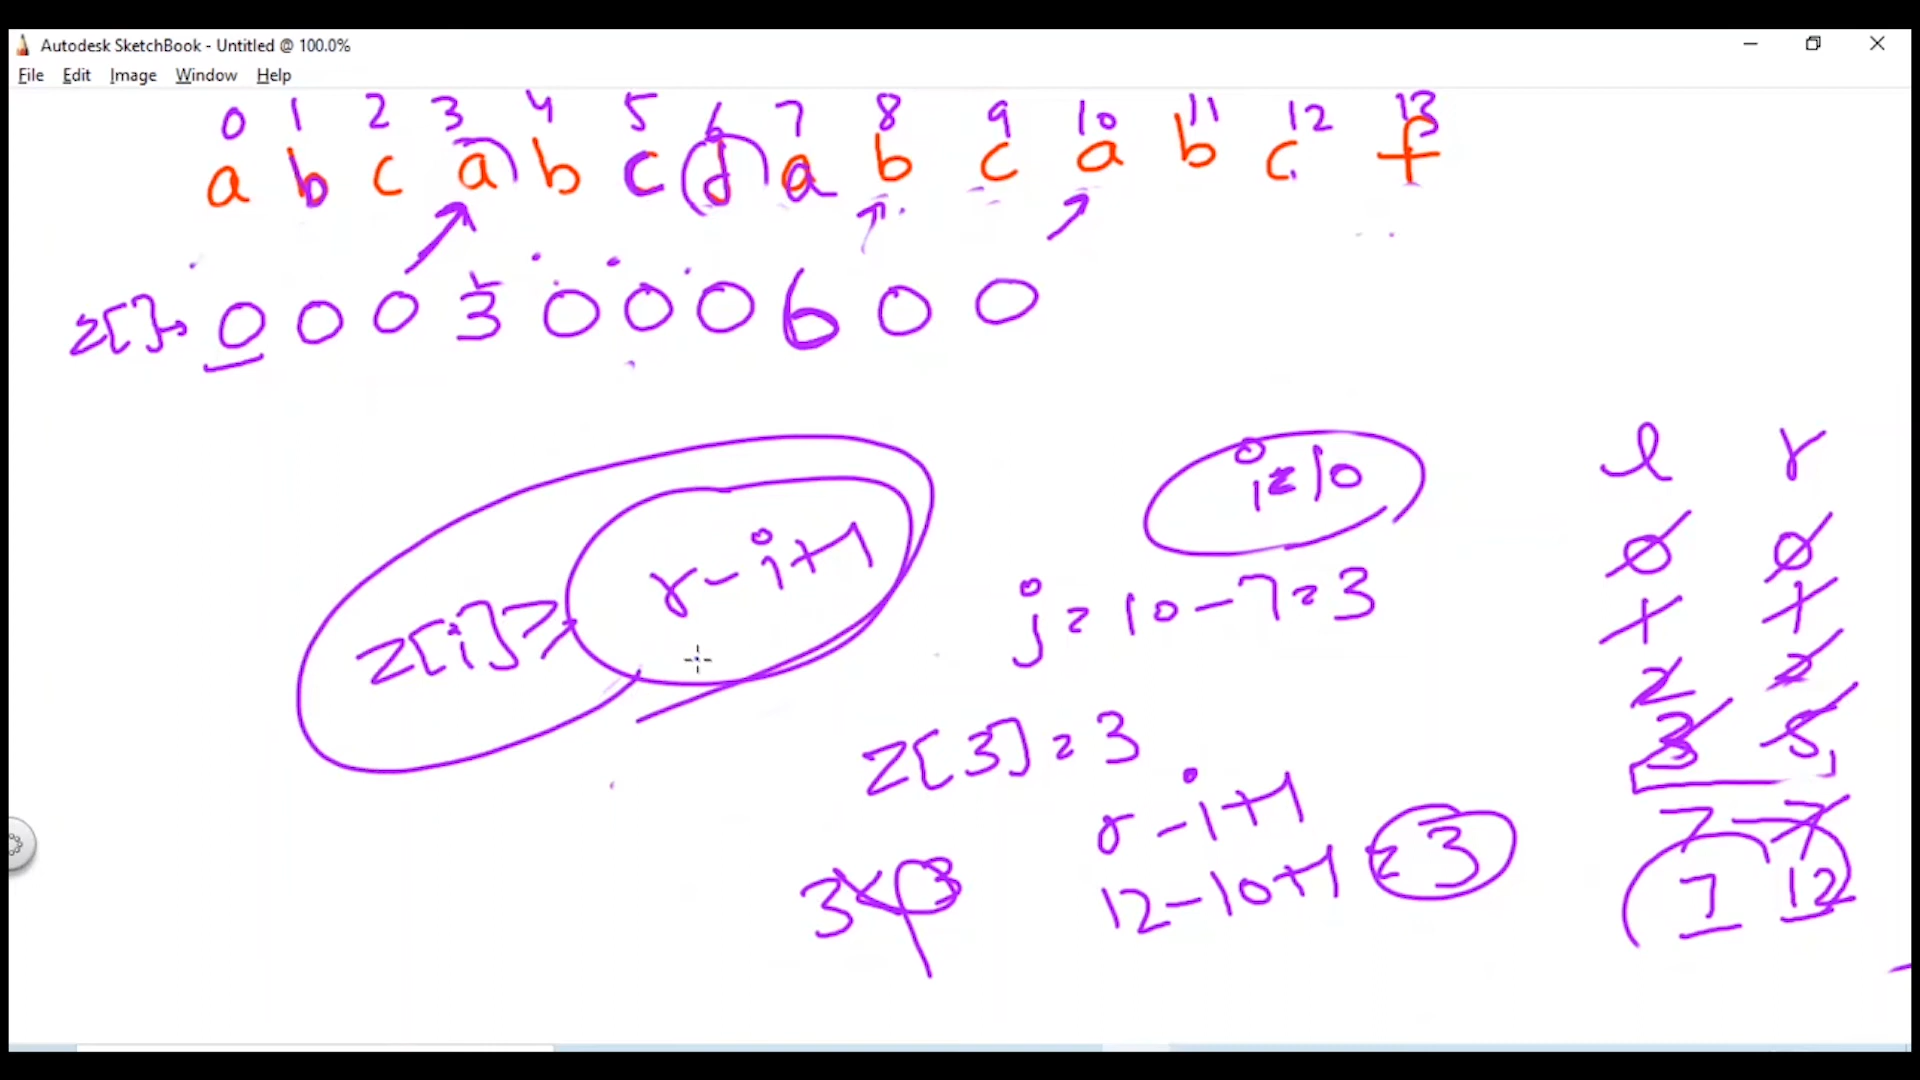 Autodesk SketchBook - Untitled @ 100.0%
File Edit Image Window Help
0 1 2 3 4 5 6 7 8 9 10 11 12 13
a b c a b c d a b c a b c f
z[]→ 0 0 0 3 0 0 0 6 0 0
l r
i=10
0 0
r-i+1
j=10-7=3
1 1
z[i]≥
2 2
z[3]=3
3 5
r-i+1
7 7
3<3
12-10+1=3
7 12